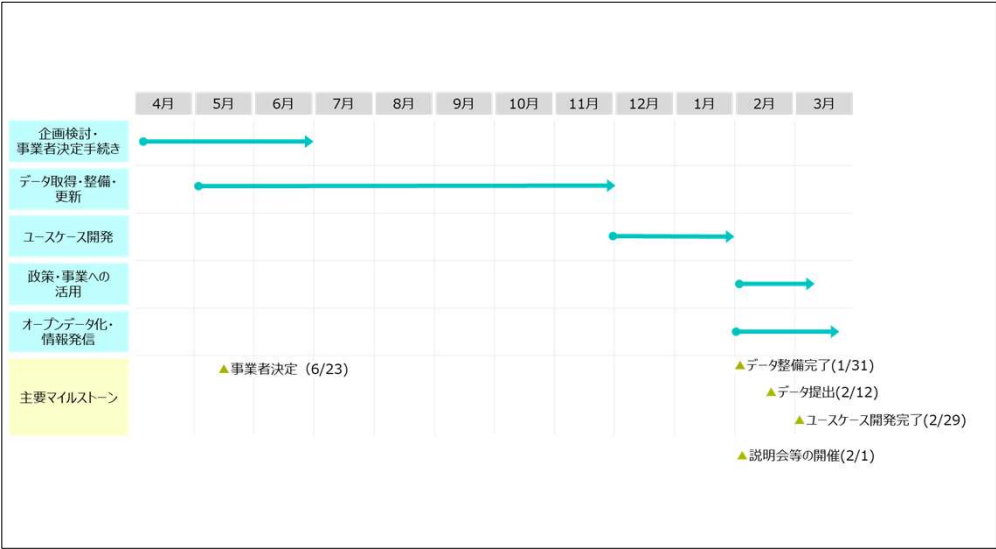 4月 5月 6月 7月 8月 9月 10月 11月 12月 1月 2月 3月
企画検討・
事業者決定手続き
データ取得・整備・
更新
ユースケース開発
政策・事業への
活用
オープンデータ化・
情報発信
主要マイルストーン
▲事業者決定（6/23)
▲データ整備完了(1/31)
▲データ提出(2/12)
▲ユースケース開発完了(2/29)
▲説明会等の開催(2/1)